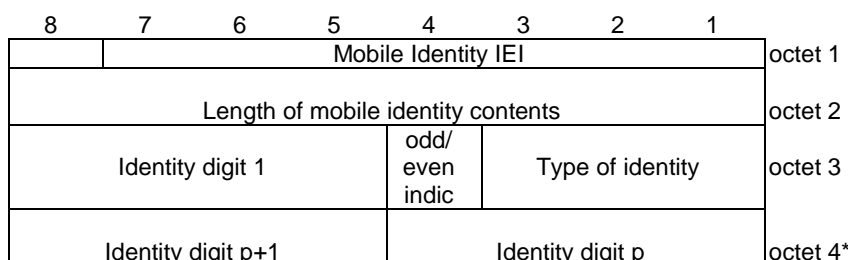 8 7 6 5 4 3 2 1
Mobile Identity IEI octet 1
Length of mobile identity contents octet 2
odd/
Identity digit 1 even Type of identity octet 3
indic
Identity digit p+1 Identity digit p octet 4*